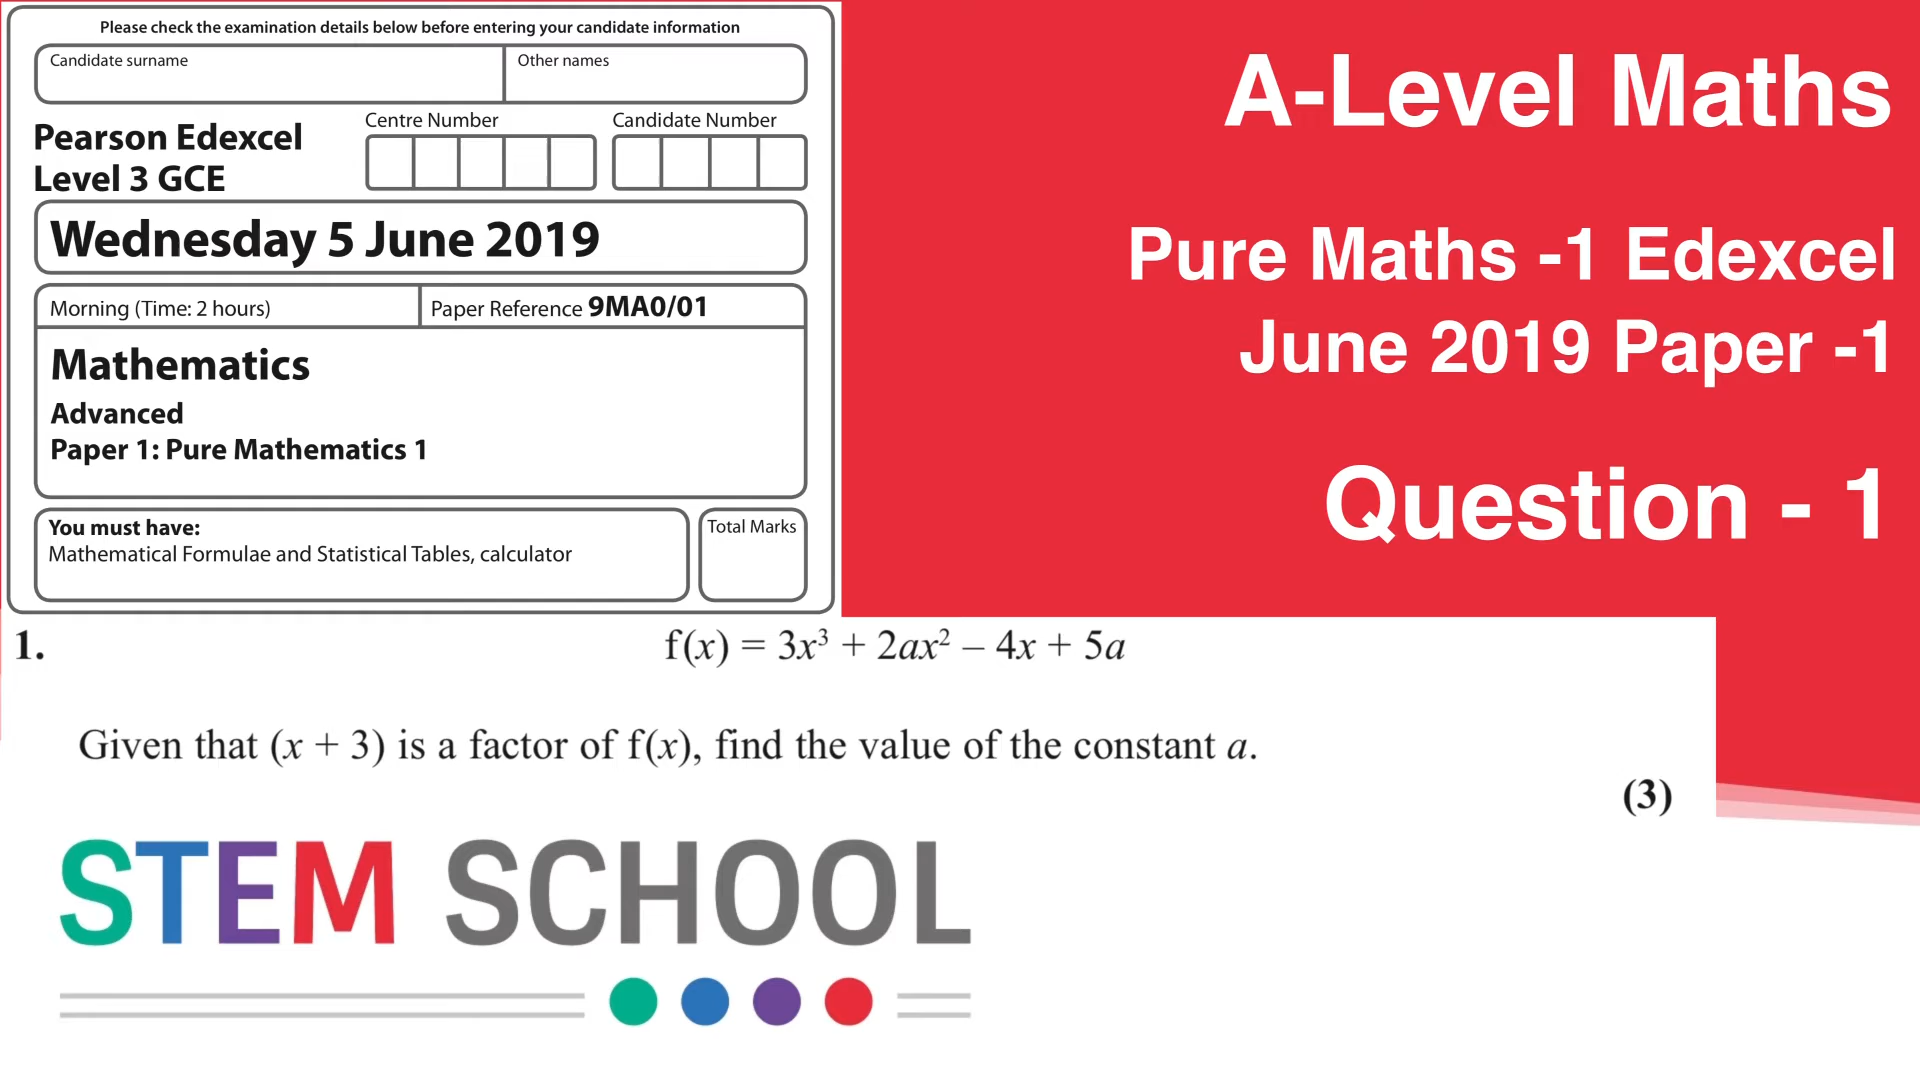 Please check the examination details below before entering your candidate information
Candidate surname
Other names
Pearson Edexcel
Level 3 GCE
Centre Number
Candidate Number
Wednesday 5 June 2019
Morning (Time: 2 hours)
Paper Reference 9MA0/01
Mathematics
Advanced
Paper 1: Pure Mathematics 1
You must have:
Mathematical Formulae and Statistical Tables, calculator
Total Marks
A-Level Maths
Pure Maths -1 Edexcel
June 2019 Paper -1
Question - 1
1.
f(x) = 3x³ + 2ax² – 4x + 5a
Given that (x + 3) is a factor of f(x), find the value of the constant a.
(3)
STEM SCHOOL